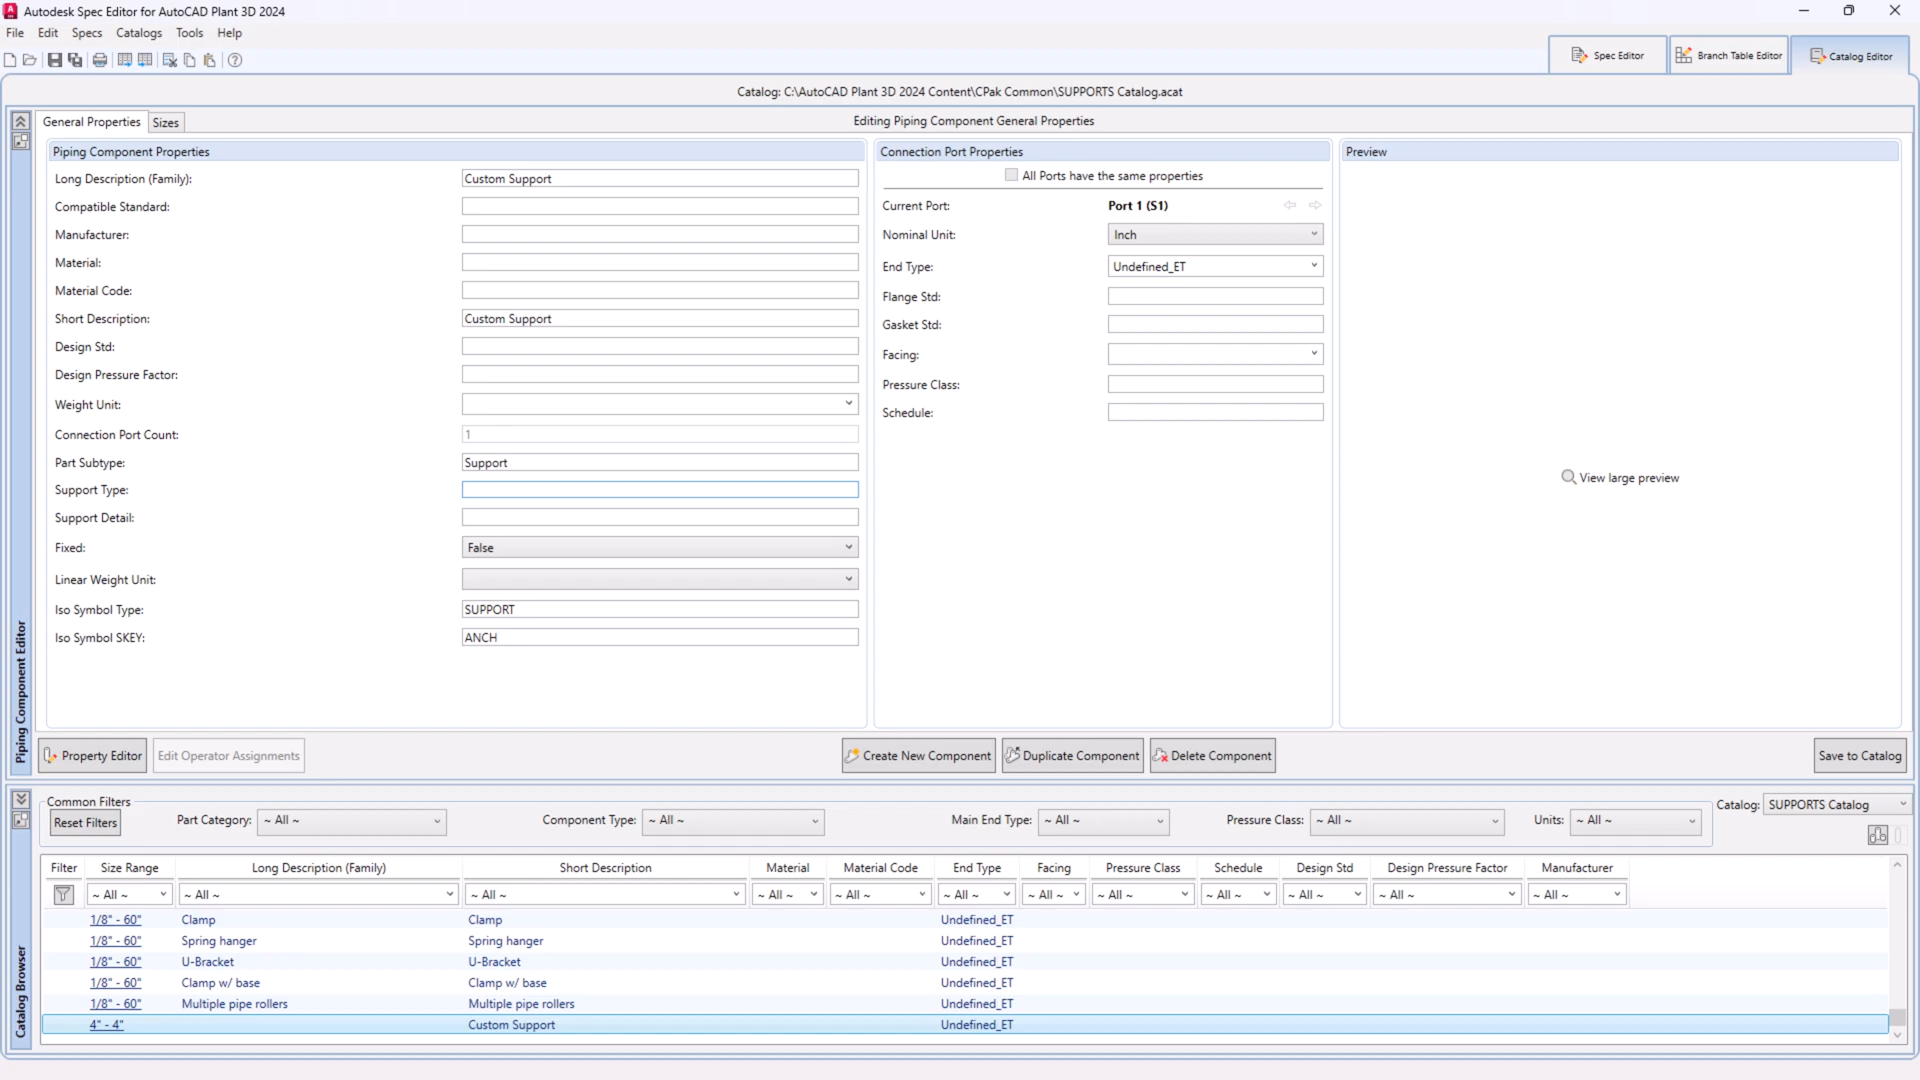 Autodesk Spec Editor for AutoCAD Plant 3D 2024
File Edit Specs Catalogs Tools Help
Spec Editor Branch Table Editor Catalog Editor
Catalog: C:\AutoCAD Plant 3D 2024 Content\CPak Common\SUPPORTS Catalog.acat
General Properties Sizes Editing Piping Component General Properties
Piping Component Properties
Long Description (Family): Custom Support
Compatible Standard:
Manufacturer:
Material:
Material Code:
Short Description: Custom Support
Design Std:
Design Pressure Factor:
Weight Unit:
Connection Port Count: 1
Part Subtype: Support
Support Type:
Support Detail:
Fixed: False
Linear Weight Unit:
Iso Symbol Type: SUPPORT
Iso Symbol SKEY: ANCH
Connection Port Properties
All Ports have the same properties
Current Port: Port 1 (S1)
Nominal Unit: Inch
End Type: Undefined_ET
Flange Std:
Gasket Std:
Facing:
Pressure Class:
Schedule:
Preview
View large preview
Piping Component Editor
Property Editor Edit Operator Assignments Create New Component Duplicate Component Delete Component Save to Catalog
Common Filters
Reset Filters Part Category: ~ All ~ Component Type: ~ All ~ Main End Type: ~ All ~ Pressure Class: ~ All ~ Units: ~ All ~ Catalog: SUPPORTS Catalog
Catalog Browser
Filter Size Range Long Description (Family) Short Description Material Material Code End Type Facing Pressure Class Schedule Design Std Design Pressure Factor Manufacturer
~ All ~ ~ All ~ ~ All ~ ~ All ~ ~ All ~ ~ All ~ ~ All ~ ~ All ~ ~ All ~ ~ All ~ ~ All ~ ~ All ~
1/8" - 60" Clamp Clamp Undefined_ET
1/8" - 60" Spring hanger Spring hanger Undefined_ET
1/8" - 60" U-Bracket U-Bracket Undefined_ET
1/8" - 60" Clamp w/ base Clamp w/ base Undefined_ET
1/8" - 60" Multiple pipe rollers Multiple pipe rollers Undefined_ET
4" - 4" Custom Support Undefined_ET